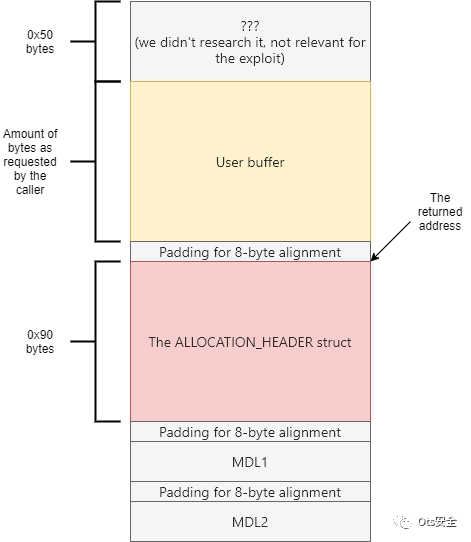 0x50
bytes
???
(we didn't research it, not relevant for
the exploit)
Amount of
bytes as
requested
by the
caller
User buffer
The
returned
address
Padding for 8-byte alignment
0x90
bytes
The ALLOCATION_HEADER struct
Padding for 8-byte alignment
MDL1
Padding for 8-byte alignment
MDL2
Ots安全